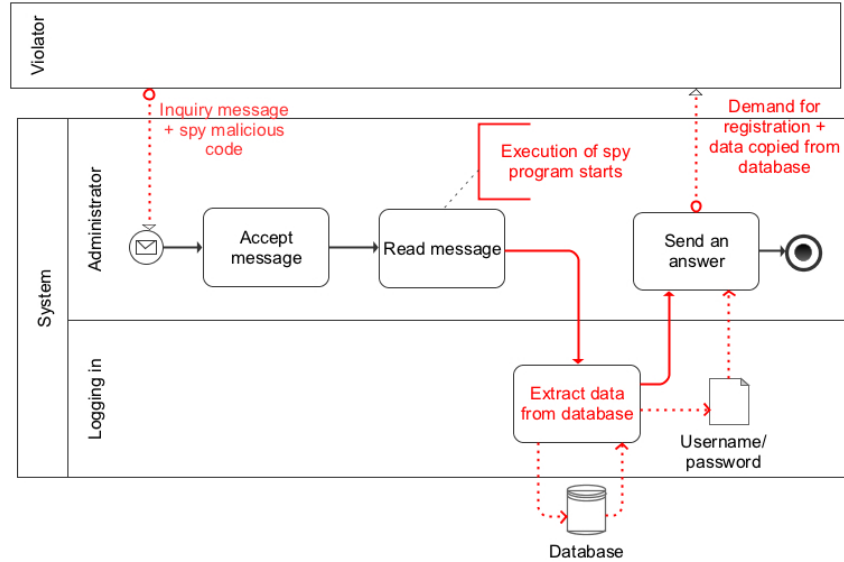 Violator
Inquiry message
+ spy malicious
code
Demand for
registration +
data copied from
database
System
Administrator
Execution of spy
program starts
Accept
message
Read message
Send an
answer
Logging in
Extract data
from database
Username/
password
Database